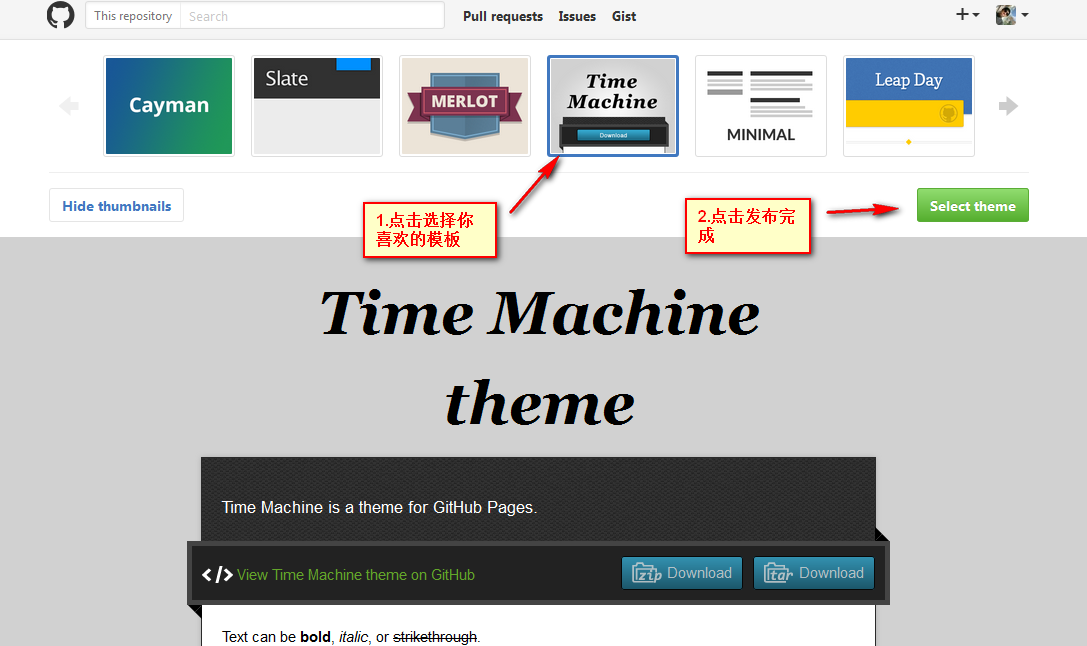 This repository Search Pull requests Issues Gist
Cayman
Slate
MERLOT
Time
Machine
Download
MINIMAL
Leap Day
Hide thumbnails
1.点击选择你
喜欢的模板
2.点击发布完
成
Select theme
Time Machine
theme
Time Machine is a theme for GitHub Pages.
</> View Time Machine theme on GitHub
zip Download
tar Download
Text can be bold, italic, or strikethrough.